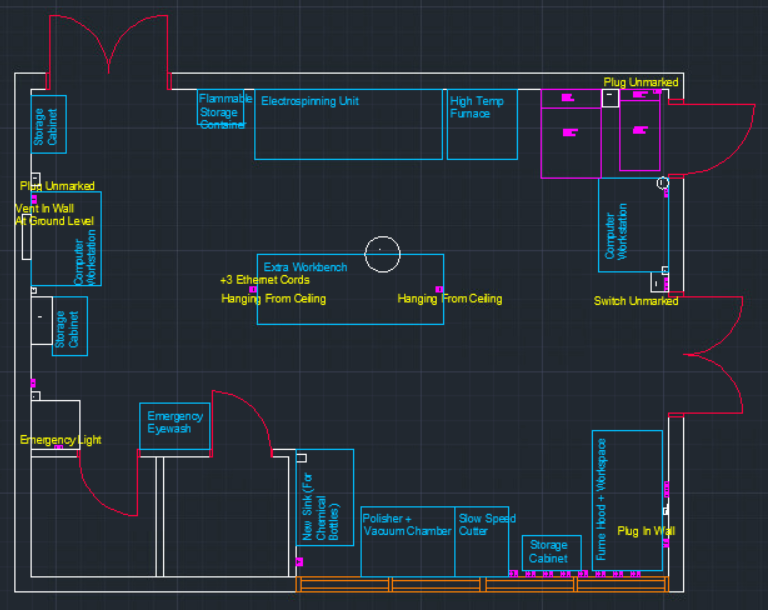 Plug Unmarked
Flammable
Storage
Container
Electrospinning Unit
High Temp
Furnace
Storage
Cabinet
Plug Unmarked
Vent In Wall
At Ground Level
Computer
Workstation
Computer
Workstation
Extra Workbench
+3 Ethernet Cords
Hanging From Ceiling
Hanging From Ceiling
Switch Unmarked
Storage
Cabinet
Emergency
Eyewash
Emergency Light
New Sink (For
Chemical
Bottles)
Polisher +
Vacuum Chamber
Slow Speed
Cutter
Storage
Cabinet
Fume Hood + Workspace
Plug In Wall